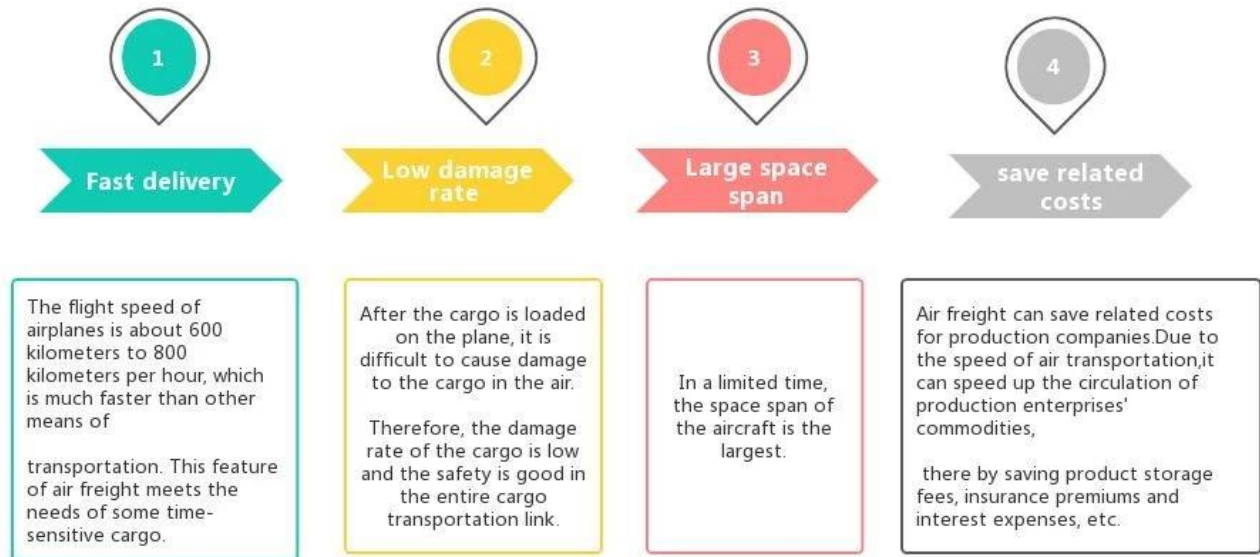 1
Fast delivery
The flight speed of
airplanes is about 600
kilometers to 800
kilometers per hour, which
is much faster than other
means of
transportation. This feature
of air freight meets the
needs of some time-
sensitive cargo.
2
Low damage
rate
After the cargo is loaded
on the plane, it is
difficult to cause damage
to the cargo in the air.
Therefore, the damage
rate of the cargo is low
and the safety is good in
the entire cargo
transportation link.
3
Large space
span
In a limited time,
the space span of
the aircraft is the
largest.
4
save related
costs
Air freight can save related costs
for production companies.Due to
the speed of air transportation,it
can speed up the circulation of
production enterprises'
commodities,
there by saving product storage
fees, insurance premiums and
interest expenses, etc.